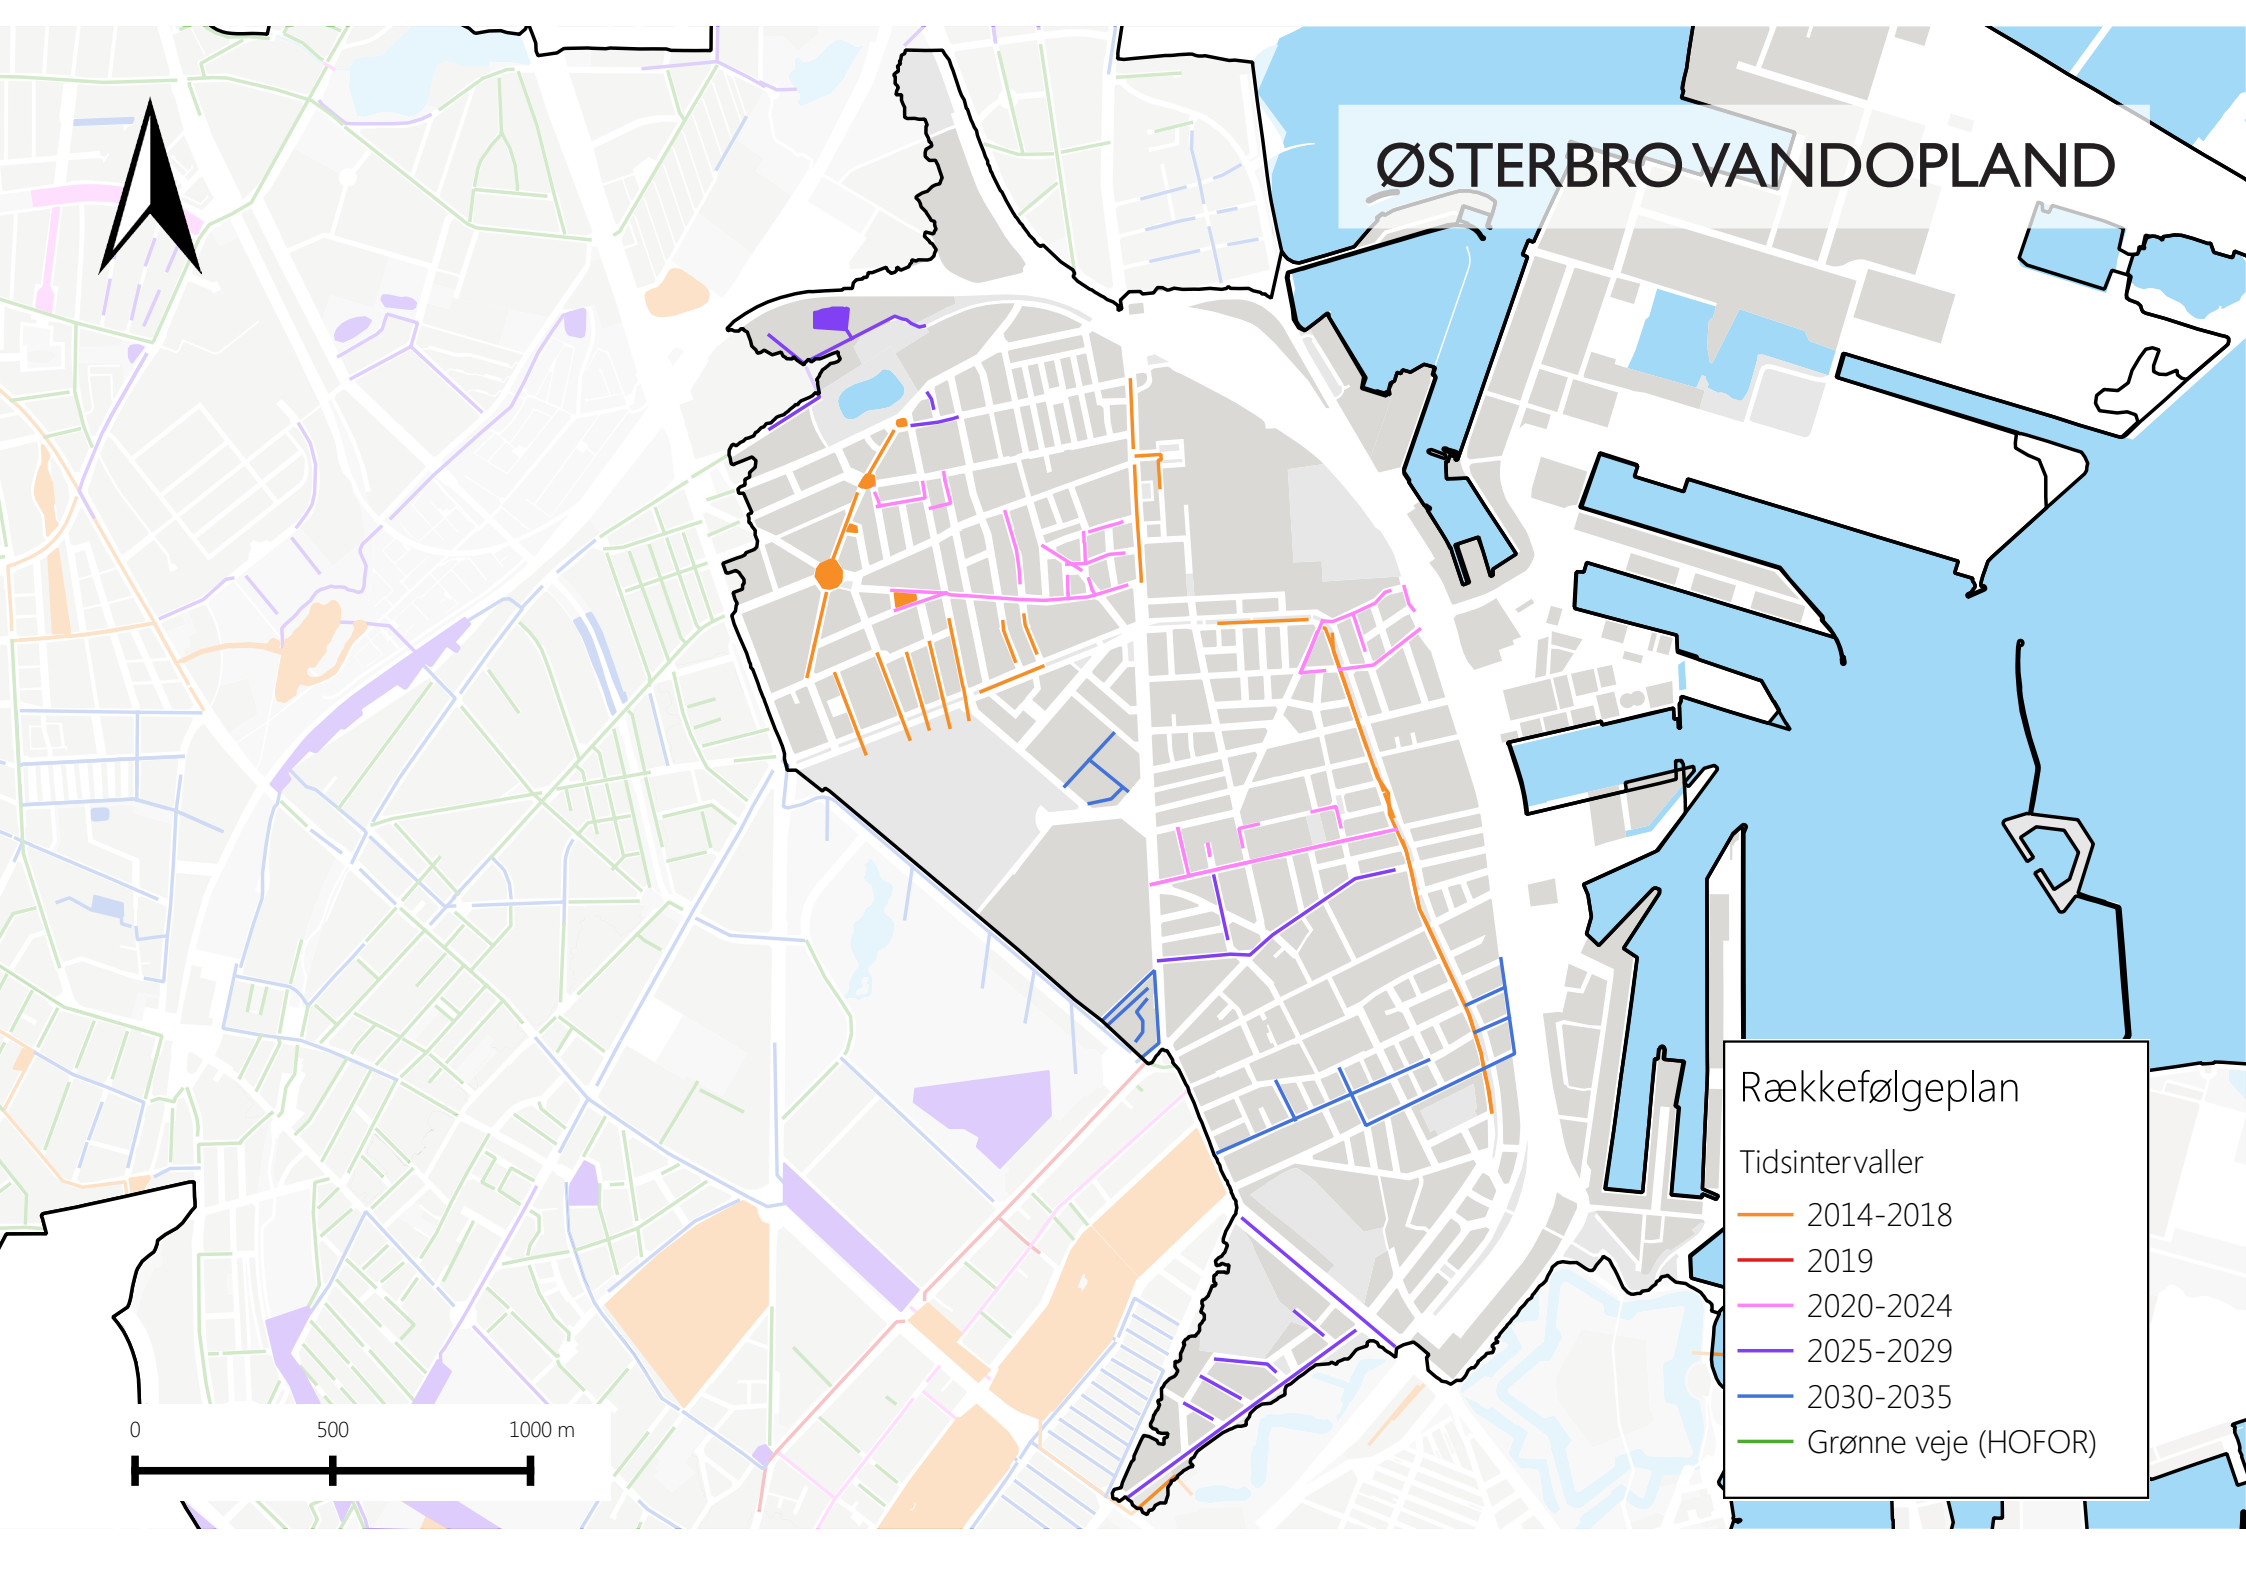 ØSTERBRO VANDOPLAND
Rækkefølgeplan
Tidsintervaller
2014-2018
2019
2020-2024
2025-2029
2030-2035
Grønne veje (HOFOR)
0 500 1000 m